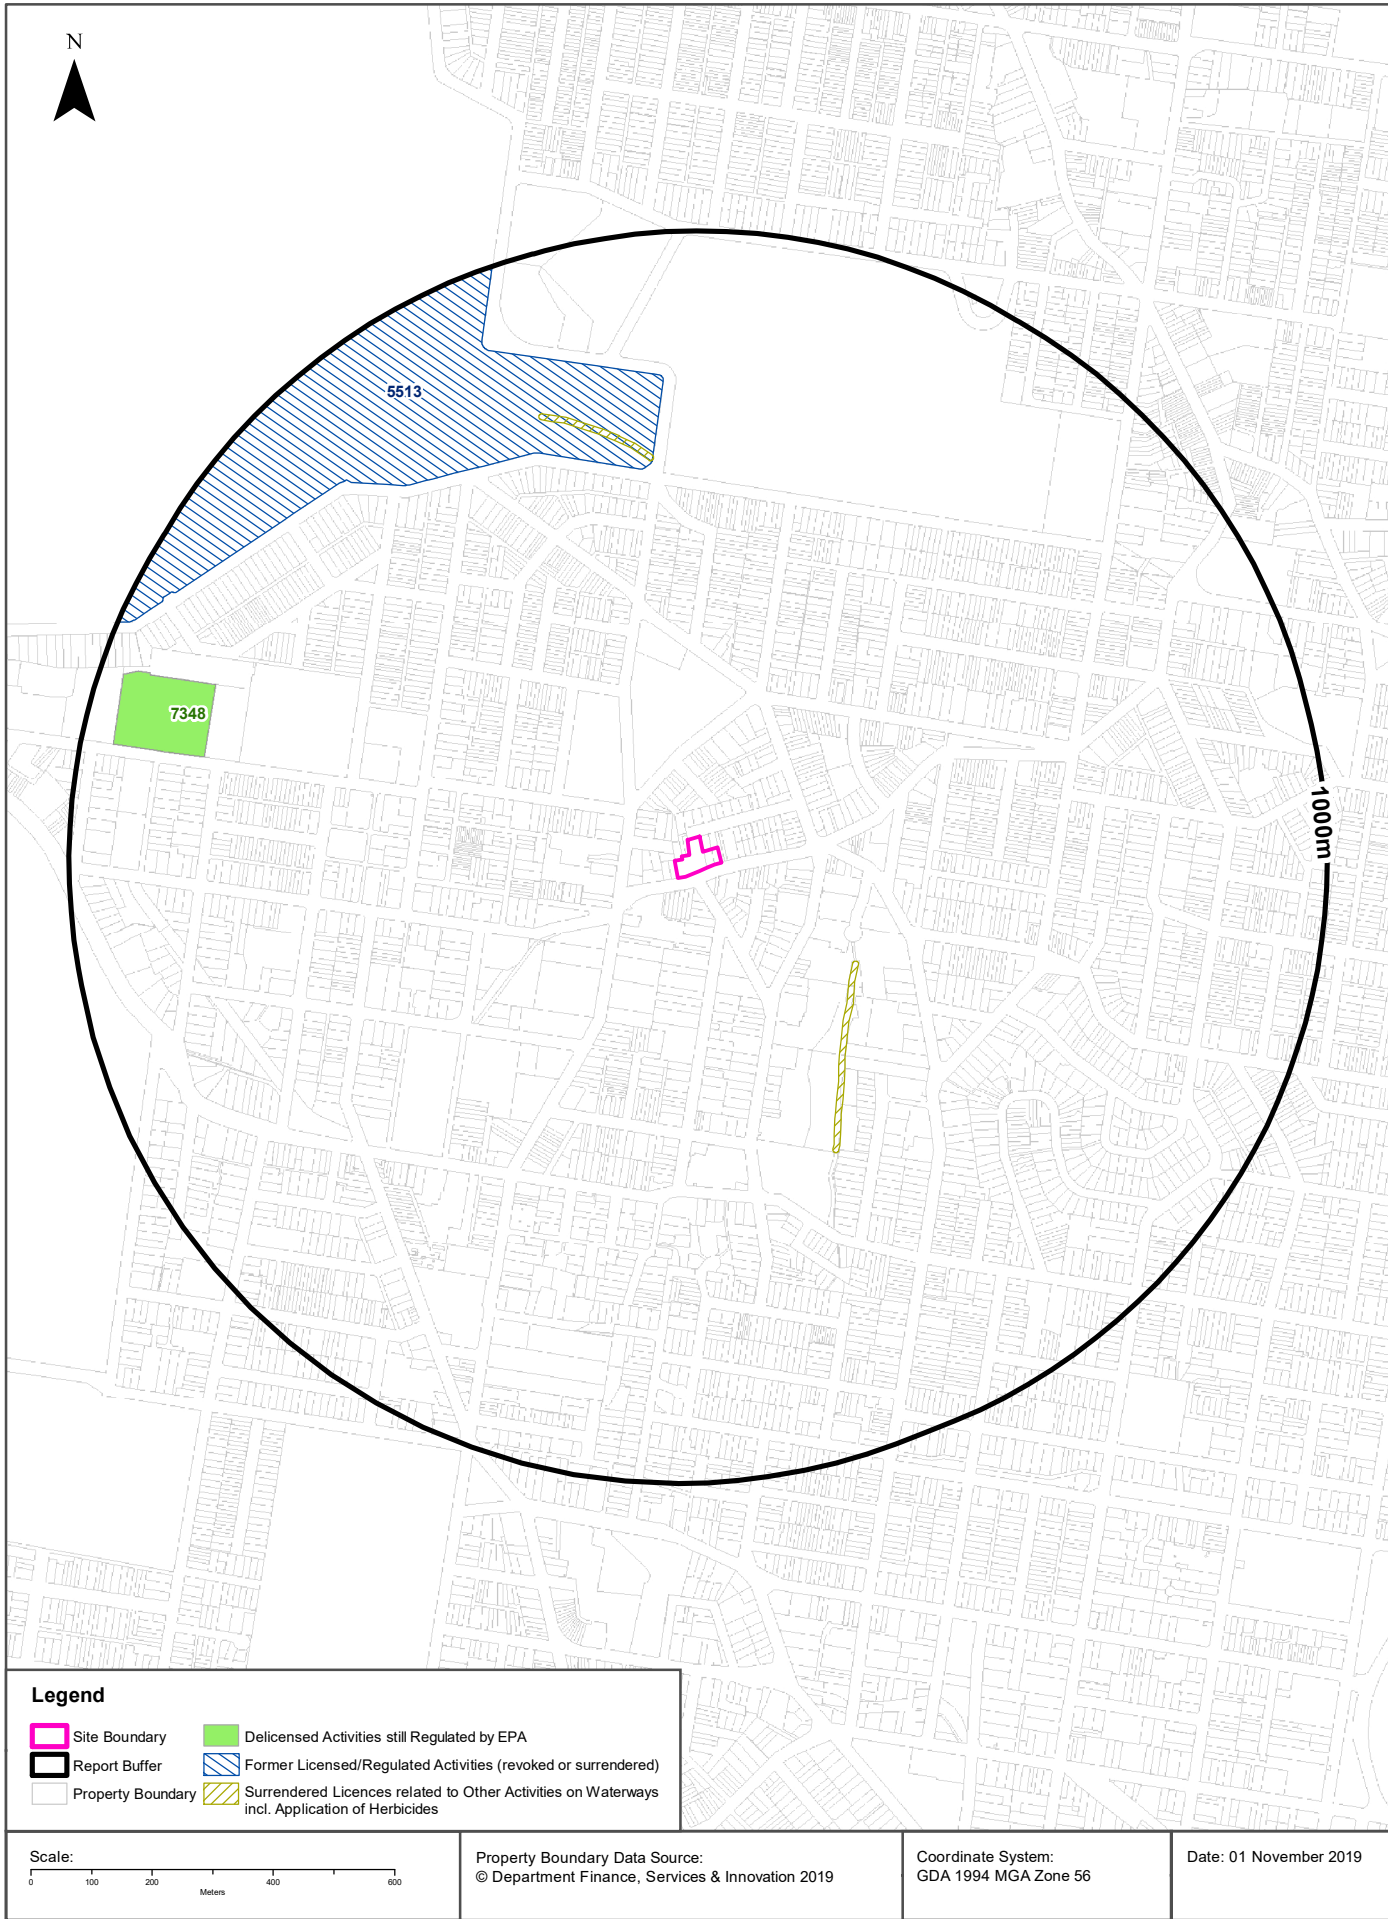 N
5513
7348
1000m
Legend
Site Boundary
Report Buffer
Property Boundary
Delicensed Activities still Regulated by EPA
Former Licensed/Regulated Activities (revoked or surrendered)
Surrendered Licences related to Other Activities on Waterways
incl. Application of Herbicides
Scale:
0 100 200 400 600
Meters
Property Boundary Data Source:
© Department Finance, Services & Innovation 2019
Coordinate System:
GDA 1994 MGA Zone 56
Date: 01 November 2019